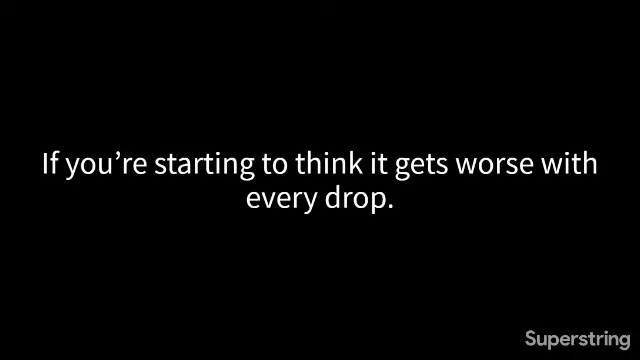 If you’re starting to think it gets worse with
every drop.
Superstring